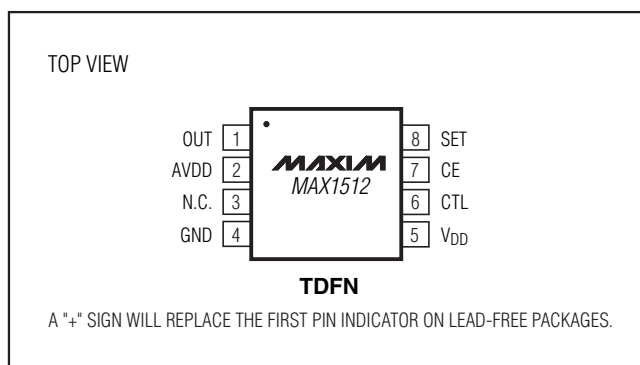 TOP VIEW
OUT 1
AVDD 2
N.C. 3
GND 4
MAXIM
MAX1512
8 SET
7 CE
6 CTL
5 VDD
TDFN
A "+" SIGN WILL REPLACE THE FIRST PIN INDICATOR ON LEAD-FREE PACKAGES.